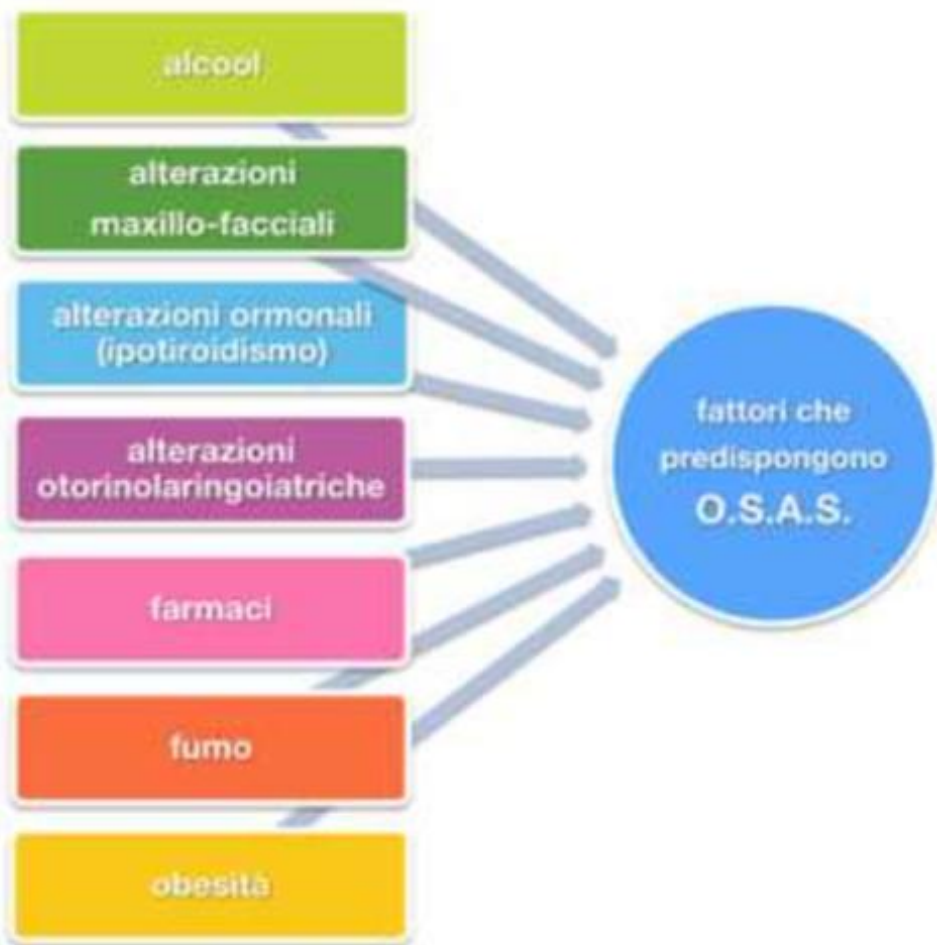 alcool
alterazioni
maxillo-facciali
alterazioni ormonali
(ipotiroidismo)
alterazioni
otorinolaringoiatriche
farmaci
fumo
obesità
fattori che
predispongono
O.S.A.S.